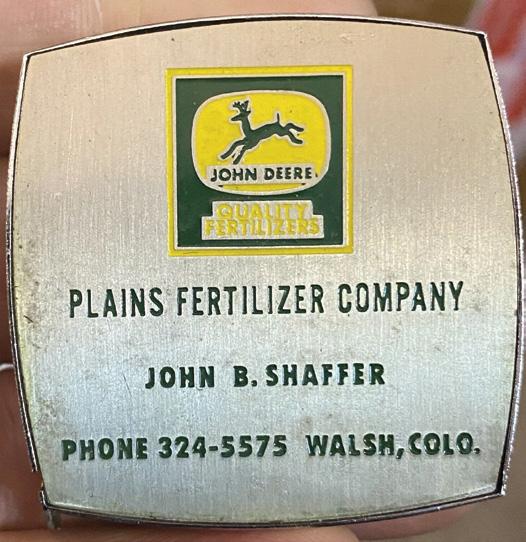 JOHN DEERE
QUALITY
FERTILIZERS
PLAINS FERTILIZER COMPANY
JOHN B. SHAFFER
PHONE 324-5575 WALSH, COLO.